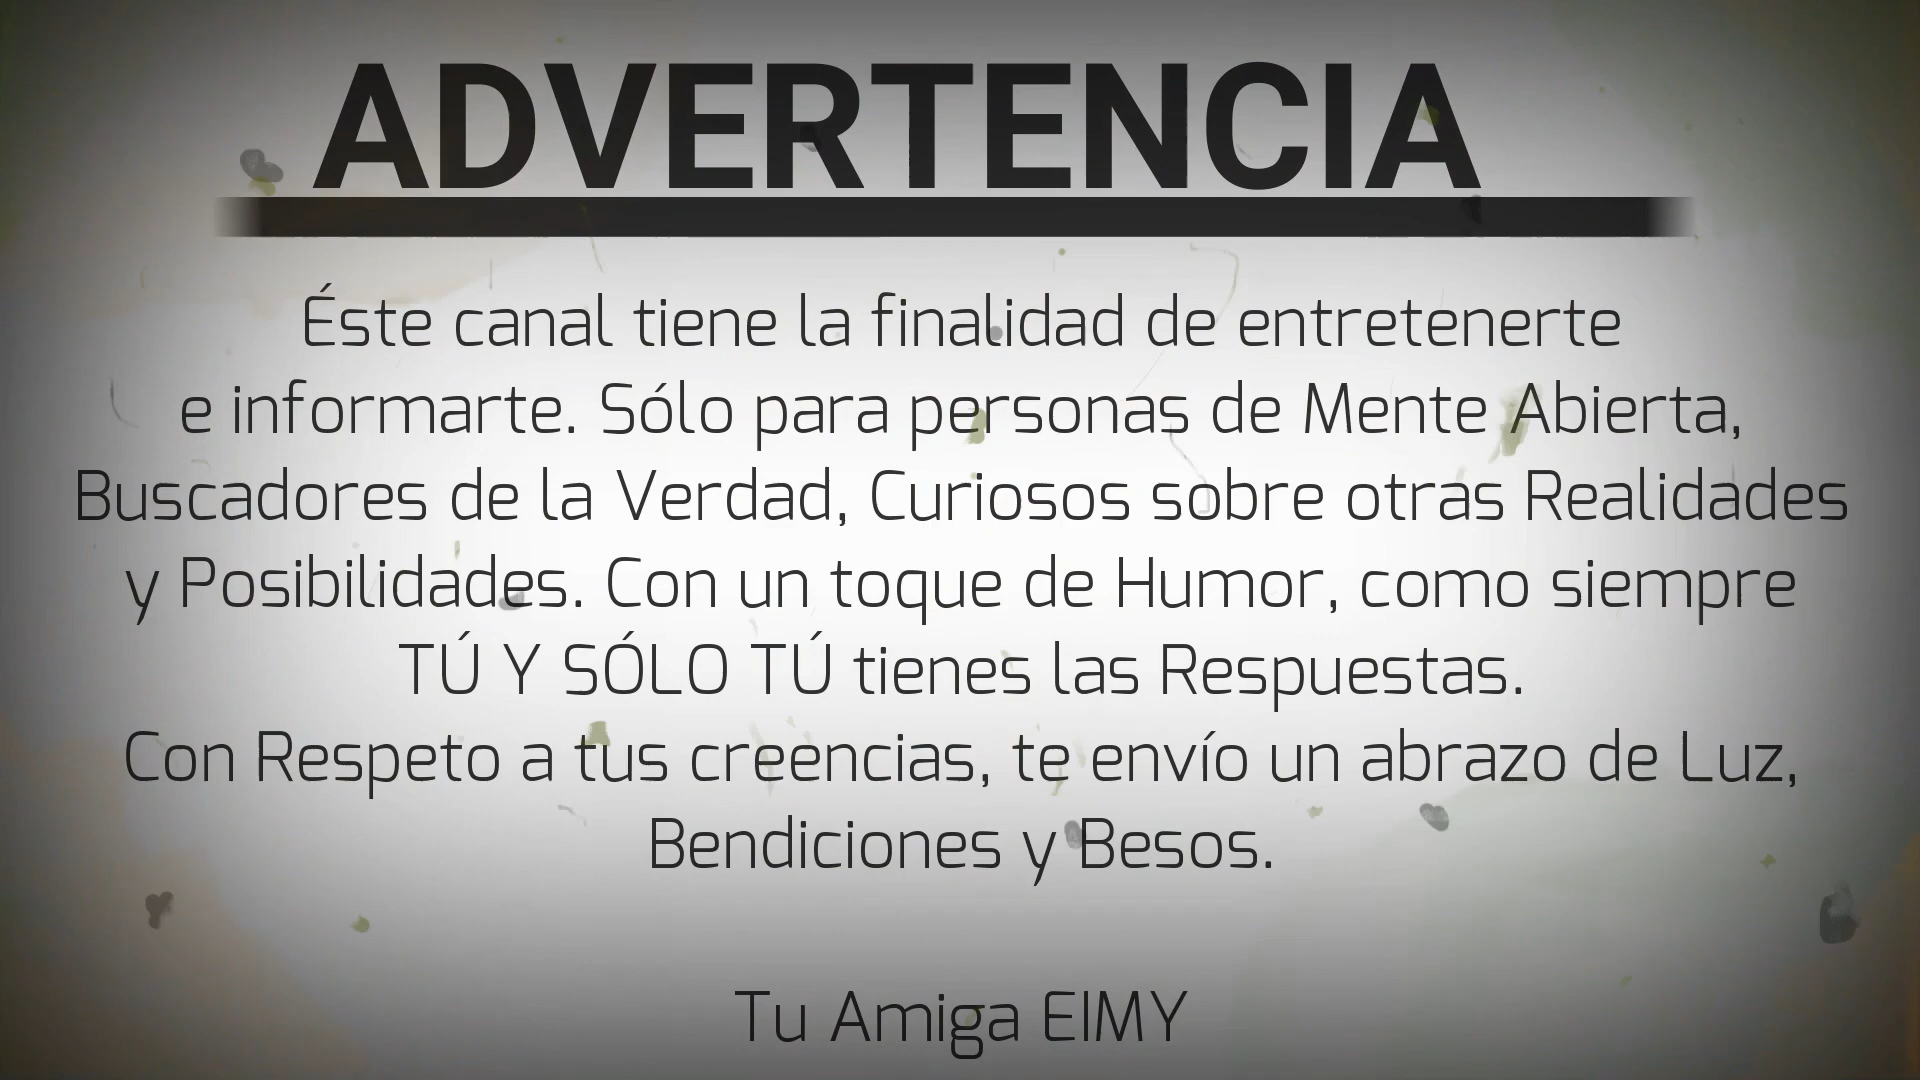 ADVERTENCIA
Éste canal tiene la finalidad de entretenerte
e informarte. Sólo para personas de Mente Abierta,
Buscadores de la Verdad, Curiosos sobre otras Realidades
y Posibilidades. Con un toque de Humor, como siempre
TÚ Y SÓLO TÚ tienes las Respuestas.
Con Respeto a tus creencias, te envío un abrazo de Luz,
Bendiciones y Besos.
Tu Amiga EIMY